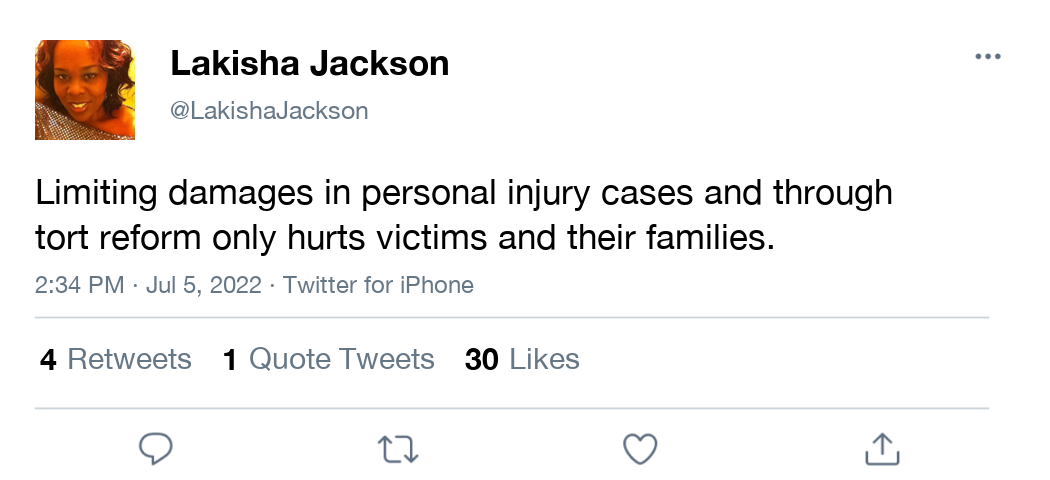 Lakisha Jackson
@LakishaJackson
Limiting damages in personal injury cases and through
tort reform only hurts victims and their families.
2:34 PM · Jul 5, 2022 · Twitter for iPhone
4 Retweets 1 Quote Tweets 30 Likes